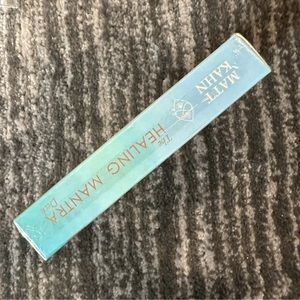 MATT
KAHN
The
HEALING MANTRA
Deck